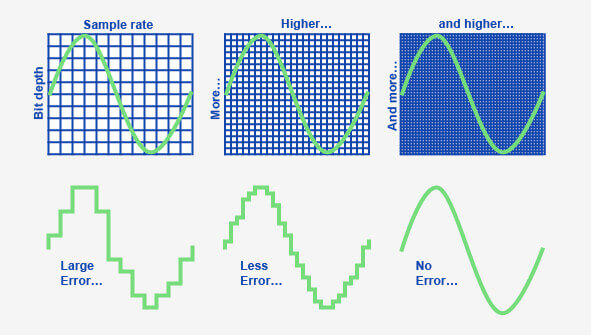 Sample rate
Higher...
and higher...
Bit depth
More...
And more...
Large
Error...
Less
Error...
No
Error...